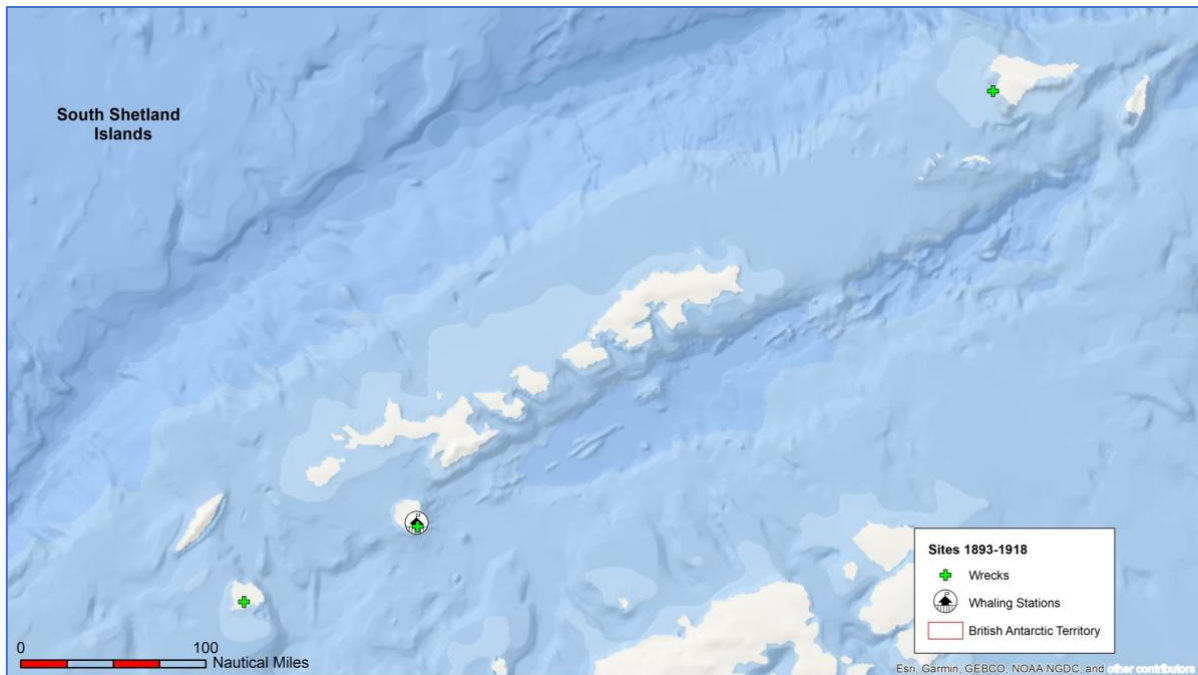 South Shetland
Islands
Sites 1893-1918
Wrecks
Whaling Stations
British Antarctic Territory
0
100
Nautical Miles
Esri, Garmin, GEBCO, NOAA NGDC, and other contributors